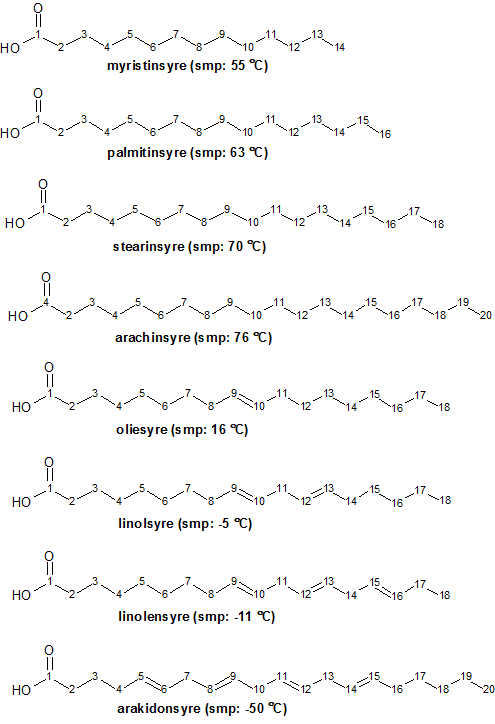 O
1 3 5 7 9 11 13
HO 2 4 6 8 10 12 14
myristinsyre (smp: 55 °C)
O
1 3 5 7 9 11 13 15
HO 2 4 6 8 10 12 14 16
palmitinsyre (smp: 63 °C)
O
1 3 5 7 9 11 13 15 17
HO 2 4 6 8 10 12 14 16 18
stearinsyre (smp: 70 °C)
O
4 3 5 7 9 11 13 15 17 19
HO 2 4 6 8 10 12 14 16 18 20
arachinsyre (smp: 76 °C)
O
1 3 5 7 9 11 13 15 17
HO 2 4 6 8 10 12 14 16 18
oliesyre (smp: 16 °C)
O
1 3 5 7 9 11 13 15 17
HO 2 4 6 8 10 12 14 16 18
linolsyre (smp: -5 °C)
O
1 3 5 7 9 11 13 15 17
HO 2 4 6 8 10 12 14 16 18
linolensyre (smp: -11 °C)
O
1 3 5 7 9 11 13 15 17 19
HO 2 4 6 8 10 12 14 16 18 20
arakidonsyre (smp: -50 °C)